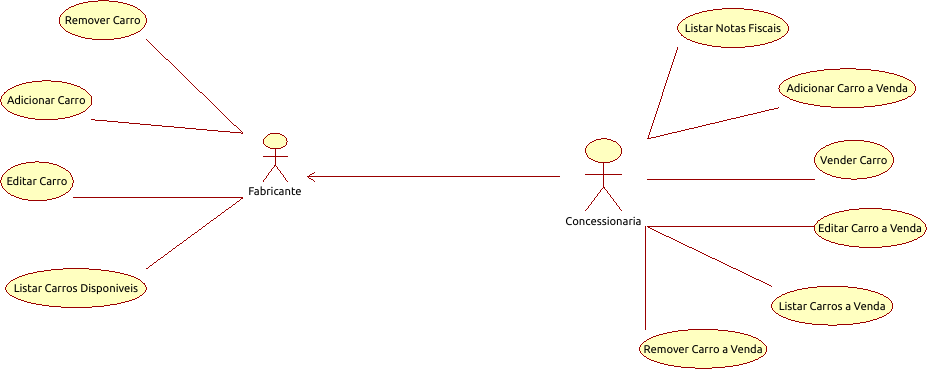 Remover Carro
Listar Notas Fiscais
Adicionar Carro
Adicionar Carro a Venda
Vender Carro
Editar Carro
Fabricante
Concessionaria
Editar Carro a Venda
Listar Carros Disponiveis
Listar Carros a Venda
Remover Carro a Venda